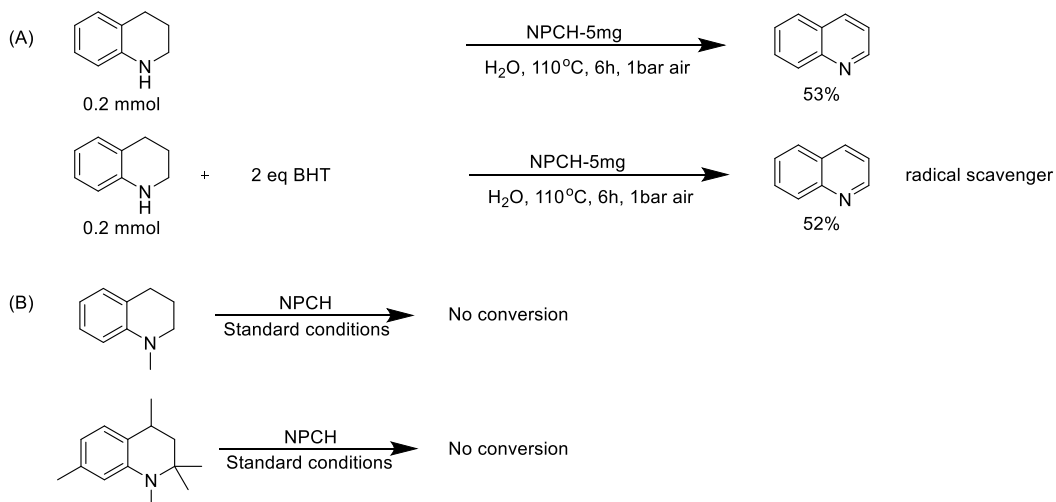 (A)
N
H
0.2 mmol
NPCH-5mg
H₂O, 110°C, 6h, 1bar air
N
53%
N
H
0.2 mmol
+ 2 eq BHT
NPCH-5mg
H₂O, 110°C, 6h, 1bar air
N
52%
radical scavenger
(B)
N
NPCH
Standard conditions
No conversion
N
NPCH
Standard conditions
No conversion